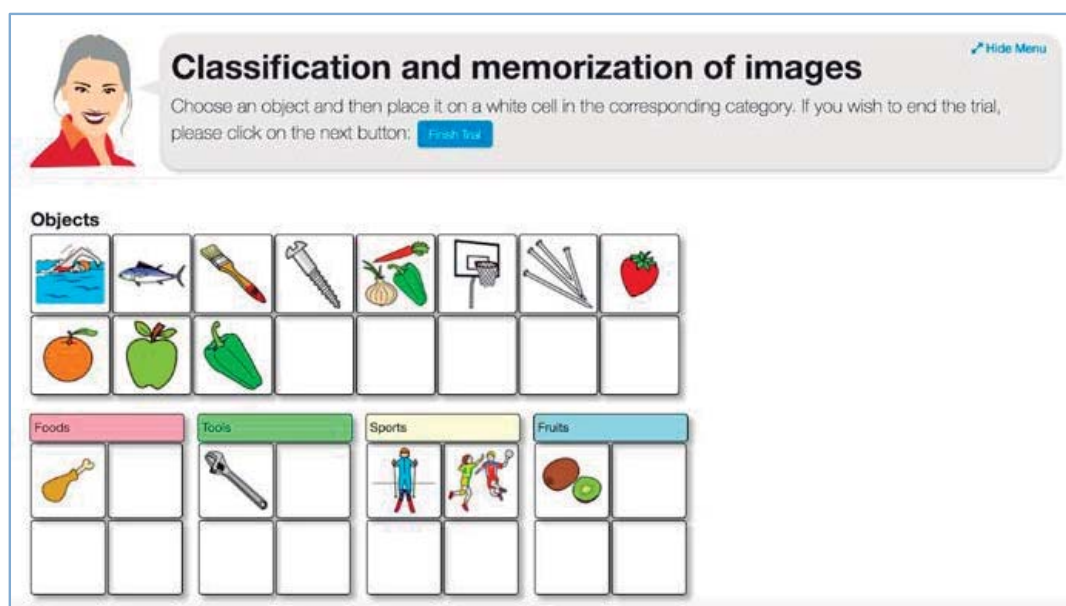 Hide Menu
Classification and memorization of images
Choose an object and then place it on a white cell in the corresponding category. If you wish to end the trial,
please click on the next button: Finish Trial
Objects
Foods
Tools
Sports
Fruits